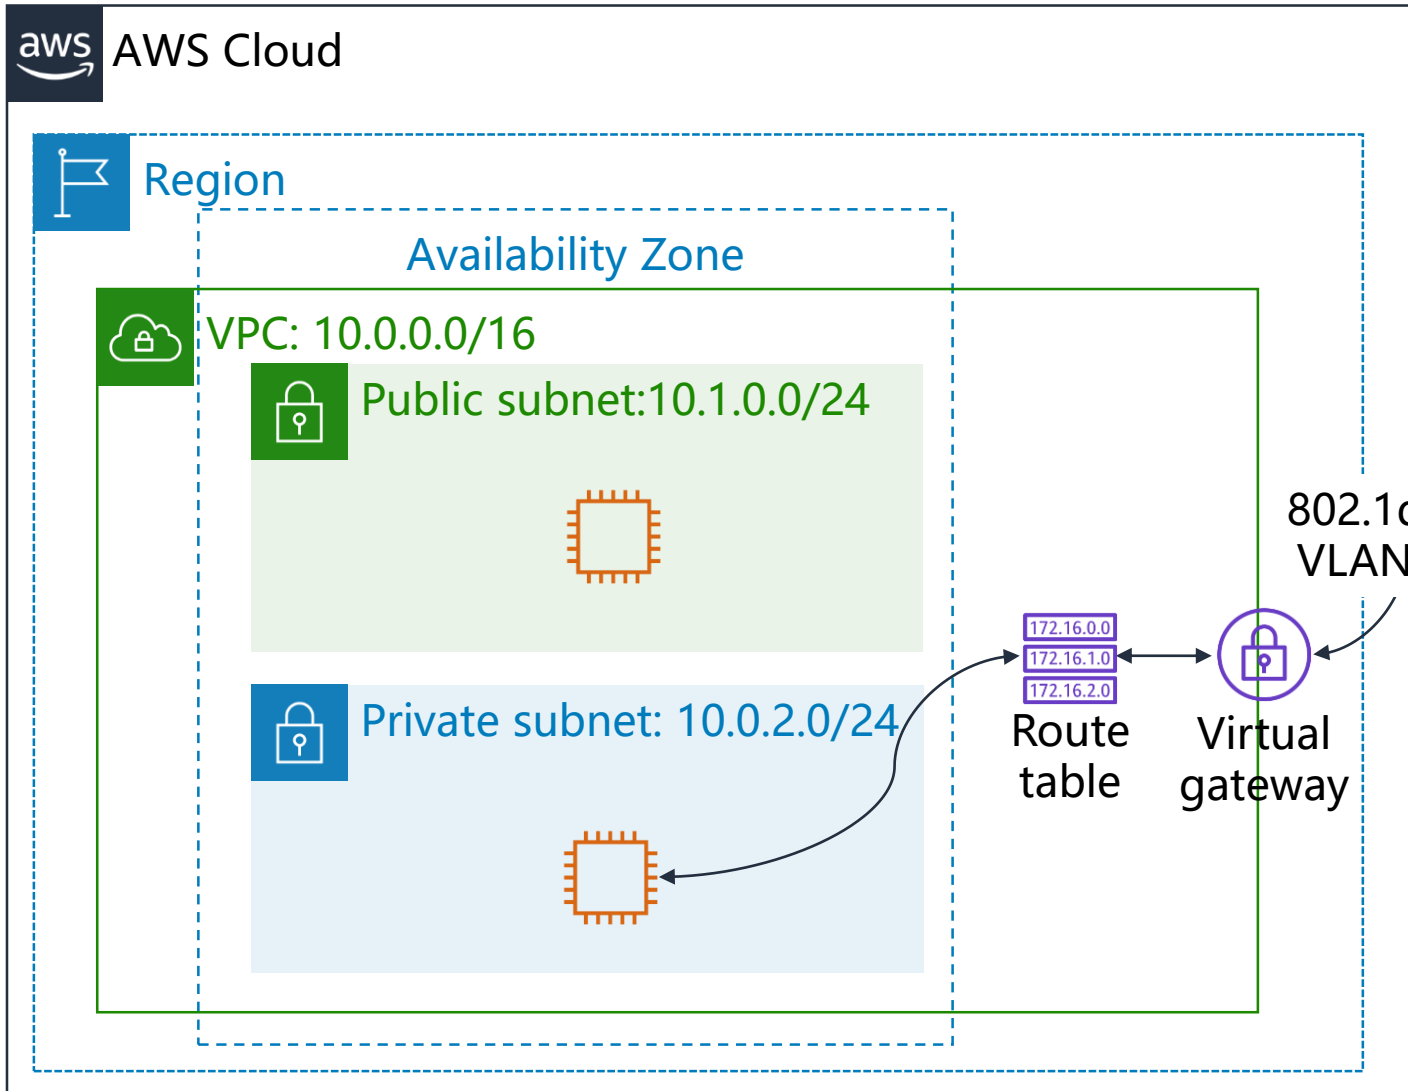 aws
AWS Cloud
Region
Availability Zone
VPC: 10.0.0.0/16
Public subnet:10.1.0.0/24
802.1
VLAN
172.16.0.0
172.16.1.0
172.16.2.0
Route
table
Virtual
gateway
Private subnet: 10.0.2.0/24